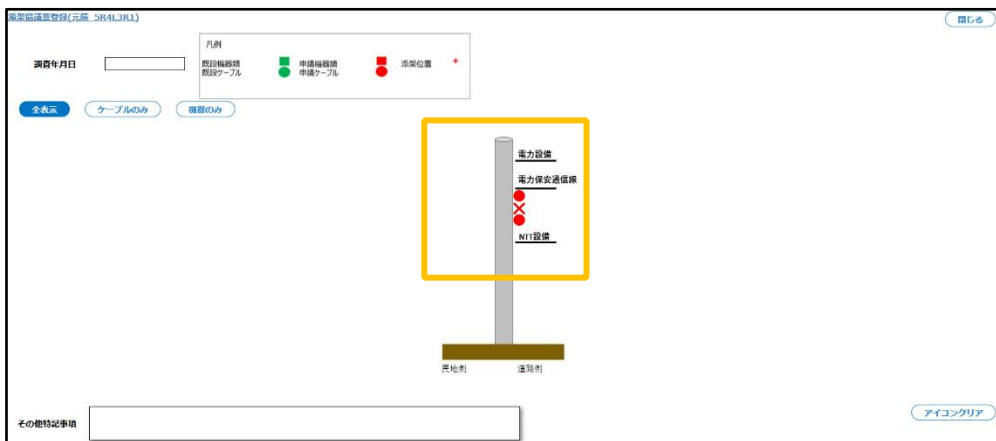 添架協議票登録(元廃 5R4L3R1)
閉じる
調査年月日
凡例
既設機器類
既設ケーブル
申請機器類
申請ケーブル
添架位置
全表示
ケーブルのみ
機器のみ
電力設備
電力保安通信線
NTT設備
民地側
道路側
その他特記事項
アイコンクリア